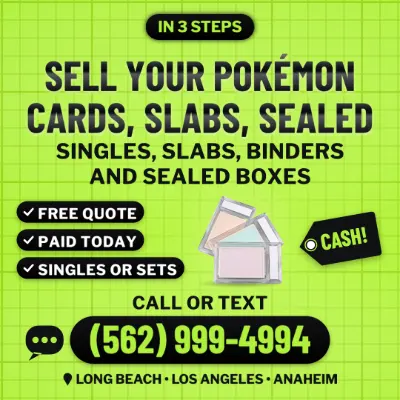 IN 3 STEPS
SELL YOUR POKÉMON
CARDS, SLABS, SEALED
SINGLES, SLABS, BINDERS
AND SEALED BOXES
FREE QUOTE
PAID TODAY
SINGLES OR SETS
CASH!
CALL OR TEXT
(562) 999-4994
LONG BEACH • LOS ANGELES • ANAHEIM